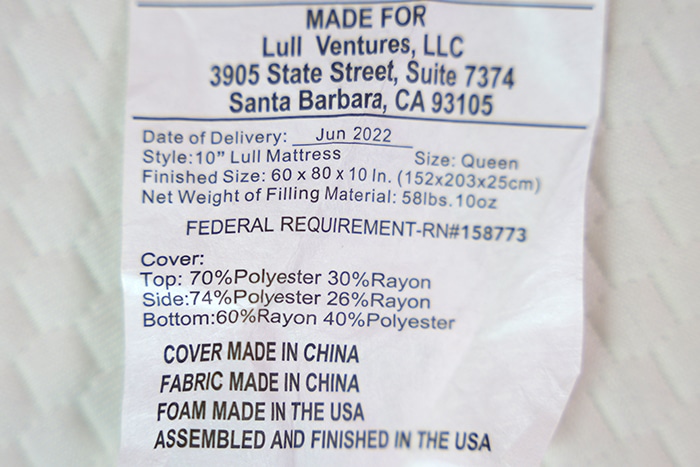 MADE FOR
Lull Ventures, LLC
3905 State Street, Suite 7374
Santa Barbara, CA 93105
Date of Delivery: Jun 2022
Style:10" Lull Mattress Size: Queen
Finished Size: 60 x 80 x 10 In. (152x203x25cm)
Net Weight of Filling Material: 58lbs.10oz
FEDERAL REQUIREMENT-RN#158773
Cover:
Top: 70%Polyester 30%Rayon
Side:74%Polyester 26%Rayon
Bottom:60%Rayon 40%Polyester
COVER MADE IN CHINA
FABRIC MADE IN CHINA
FOAM MADE IN THE USA
ASSEMBLED AND FINISHED IN THE USA